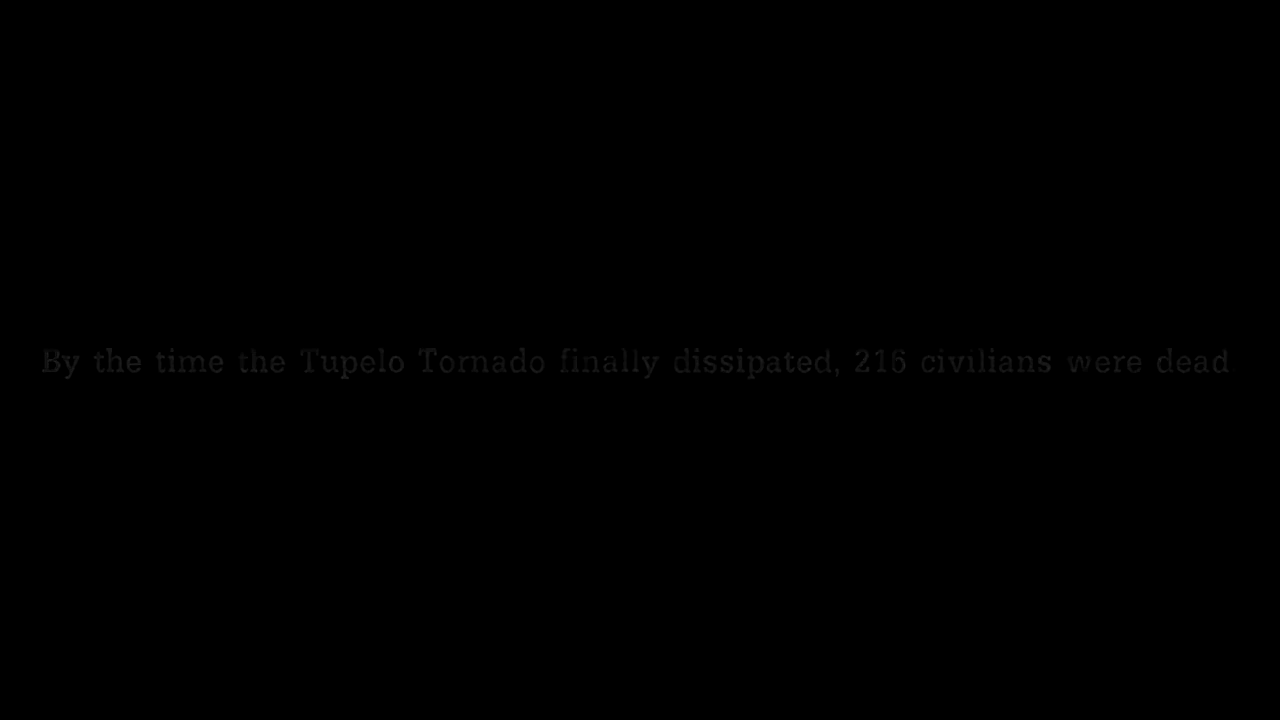 By the time the Tupelo Tornado finally dissipated, 216 civilians were dead.